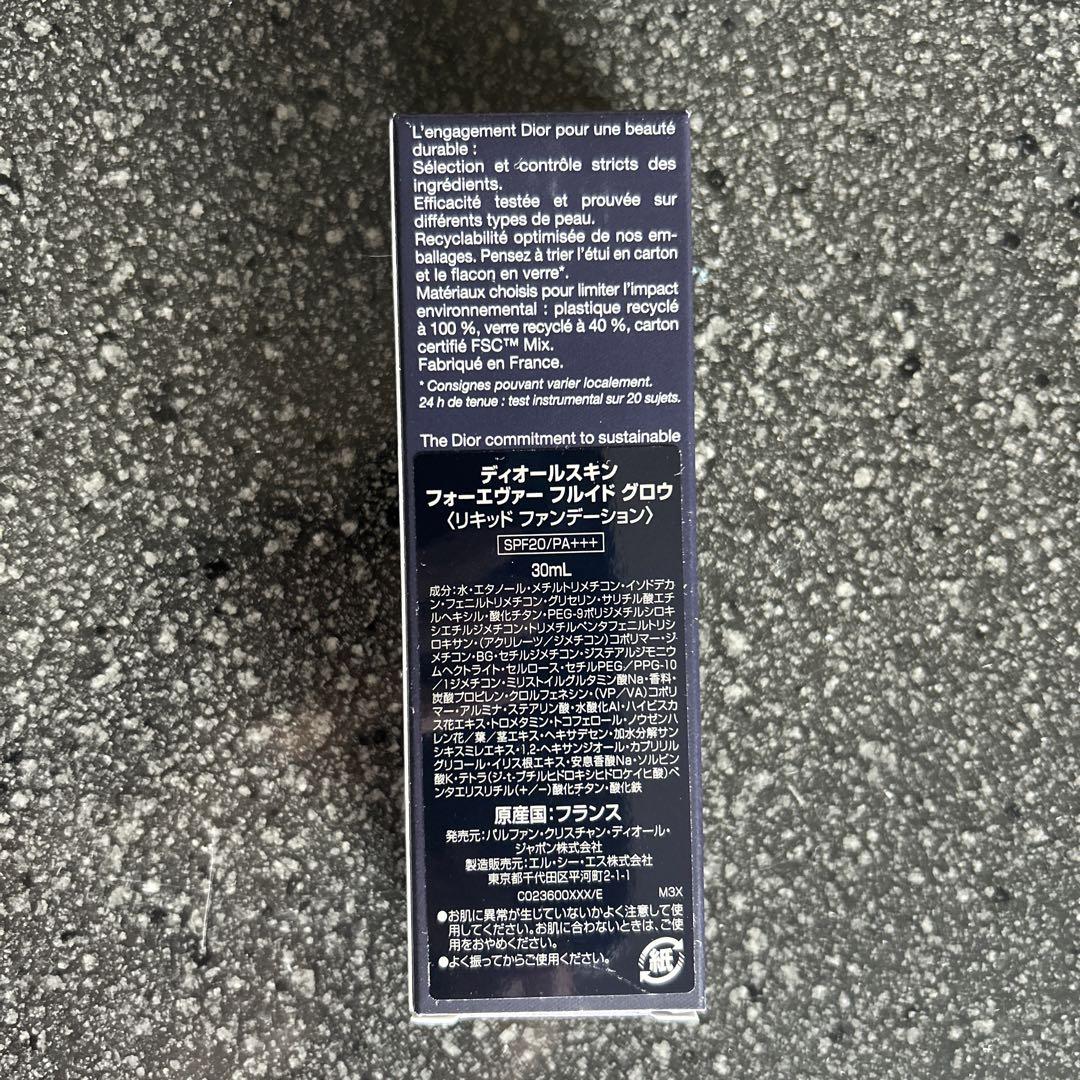 L'engagement Dior pour une beauté
durable :
Sélection et contrôle stricts des
ingrédients.
Efficacité testée et prouvée sur
différents types de peau.
Recyclabilité optimisée de nos em-
ballages. Pensez à trier l'étui en carton
et le flacon en verre*.
Matériaux choisis pour limiter l'impact
environnemental : plastique recyclé
à 100 %, verre recyclé à 40 %, carton
certifié FSC™ Mix.
Fabriqué en France.
* Consignes pouvant varier localement.
24 h de tenue : test instrumental sur 20 sujets.
The Dior commitment to sustainable
ディオールスキン
フォーエヴァー フルイド グロウ
〈リキッド ファンデーション〉
SPF20/PA+++
30mL
成分:水・エタノール・メチルトリメチコン・イソドデカ
ン・フェニルトリメチコン・グリセリン・サリチル酸エチ
ルヘキシル・酸化チタン・PEG-9ポリジメチルシロキ
シエチルジメチコン・トリメチルペンタフェニルトリシ
ロキサン・(アクリレーツ/ジメチコン)コポリマー・ジ
メチコン・BG・セチルジメチコン・ジステアルジモニウ
ムヘクトライト・セルロース・セチルPEG/PPG-10
/1ジメチコン・ミリストイルグルタミン酸Na・香料・
炭酸プロピレン・クロルフェネシン・(VP/VA)コポリ
マー・アルミナ・ステアリン酸・水酸化Al・ハイビスカ
ス花エキス・トロメタミン・トコフェロール・ノウゼンハ
レン花/葉/茎エキス・ヘキサデセン・加水分解サン
シキスミレエキス・1,2-ヘキサンジオール・カプリリル
グリコール・イリス根エキス・安息香酸Na・ソルビン
酸K・テトラ(ジ-t-ブチルヒドロキシヒドロケイヒ酸)ペ
ンタエリスリチル(+/-)酸化チタン・酸化鉄
原産国:フランス
発売元:パルファン・クリスチャン・ディオール・
ジャポン株式会社
製造販売元:エル・シー・エス株式会社
東京都千代田区平河町2-1-1
C023600XXX/E M3X
●お肌に異常が生じていないかよく注意して使
用してください。お肌に合わないときは、ご使
用をおやめください。
●よく振ってからご使用ください。
紙